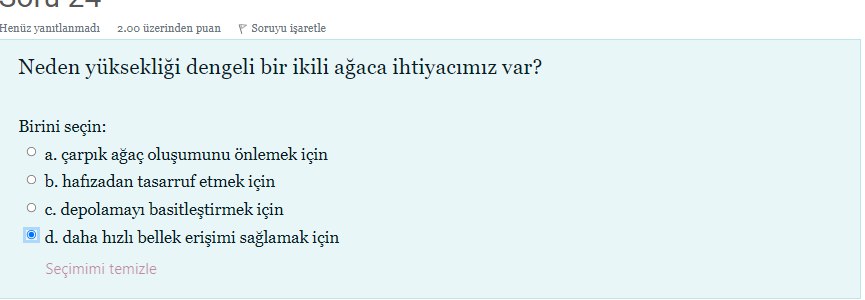 Soru 24
Henüz yanıtlanmadı 2.00 üzerinden puan Soruyu işaretle
Neden yüksekliği dengeli bir ikili ağaca ihtiyacımız var?
Birini seçin:
a. çarpık ağaç oluşumunu önlemek için
b. hafızadan tasarruf etmek için
c. depolamayı basitleştirmek için
d. daha hızlı bellek erişimi sağlamak için
Seçimimi temizle